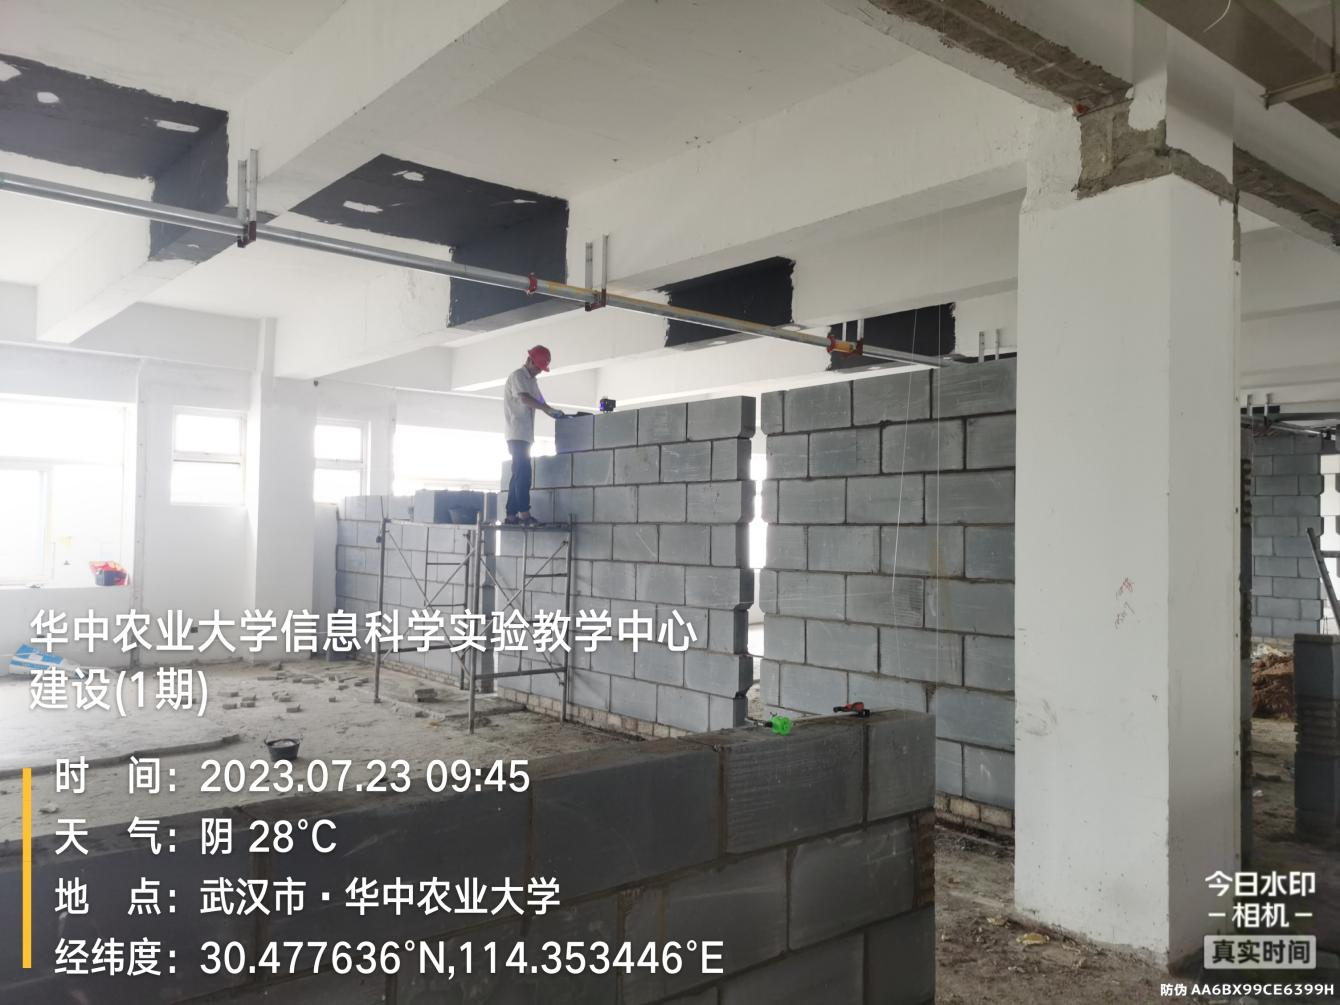 华中农业大学信息科学实验教学中心
建设(1期)
时 间：2023.07.23 09:45
天 气：阴 28°C
地 点：武汉市·华中农业大学
经纬度：30.477636°N,114.353446°E
今日水印
-相机-
真实时间
防伪 AA6BX99CE6399H